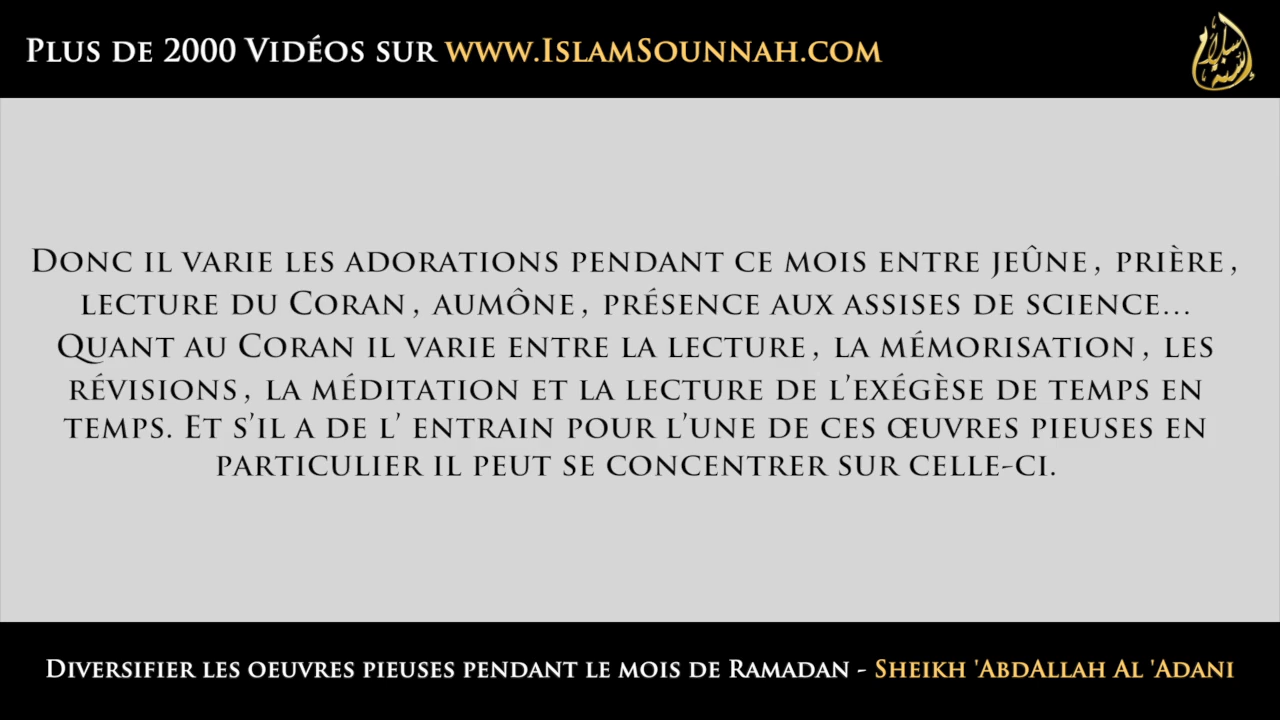 Plus de 2000 Vidéos sur www.IslamSounnah.com
Donc il varie les adorations pendant ce mois entre jeûne, prière,
lecture du Coran, aumône, présence aux assises de science...
Quant au Coran il varie entre la lecture, la mémorisation, les
révisions, la méditation et la lecture de l'exégèse de temps en
temps. Et s'il a de l' entrain pour l'une de ces œuvres pieuses en
particulier il peut se concentrer sur celle-ci.
Diversifier les oeuvres pieuses pendant le mois de Ramadan - Sheikh 'AbdAllah Al 'Adani